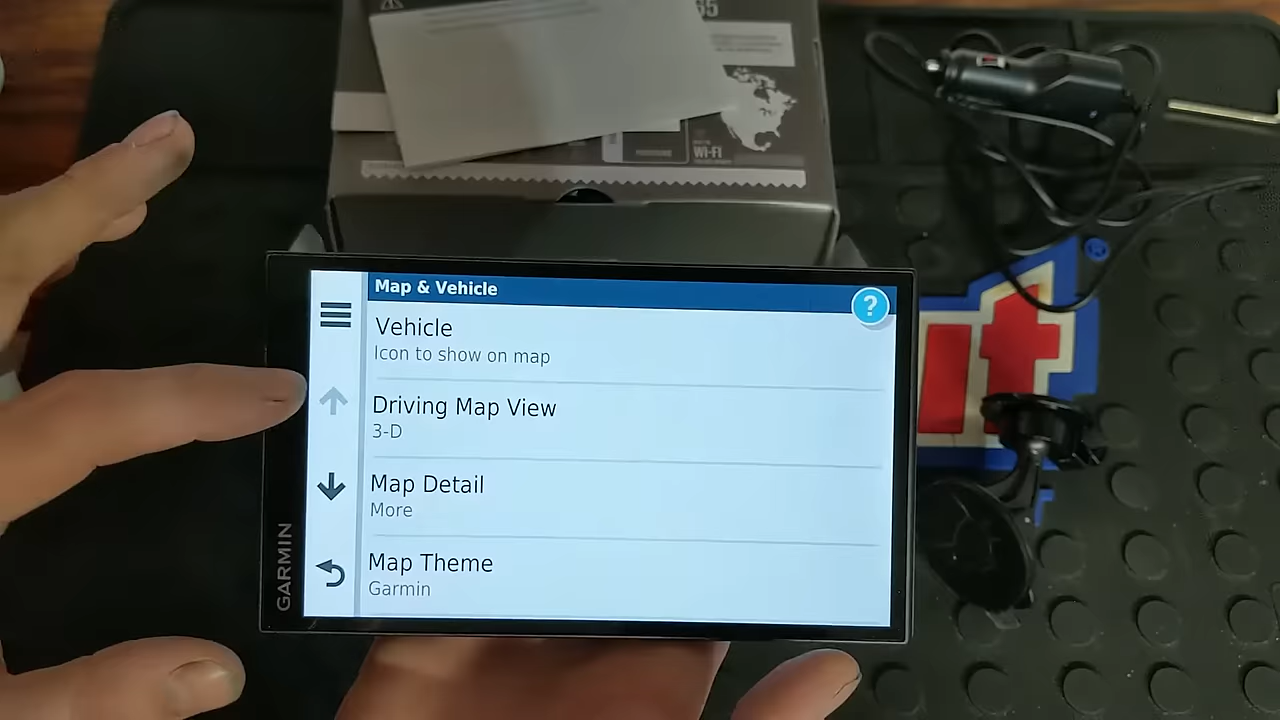 65
Wi-Fi
®
Map & Vehicle
?
Vehicle
Icon to show on map
Driving Map View
3-D
Map Detail
More
Map Theme
Garmin
GARMIN